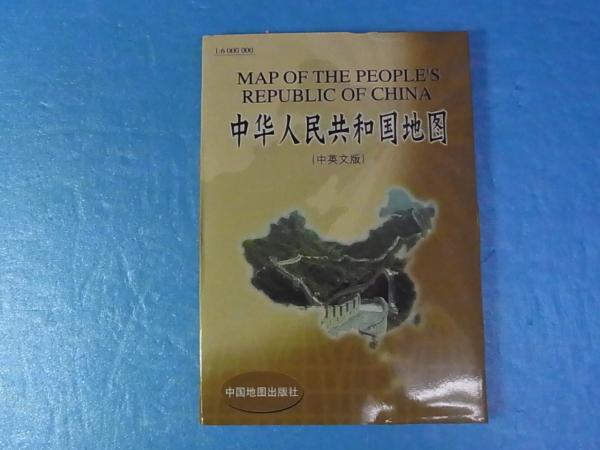 1:6 000 000
MAP OF THE PEOPLE'S
REPUBLIC OF CHINA
中华人民共和国地图
(中英文版)
中国地图出版社